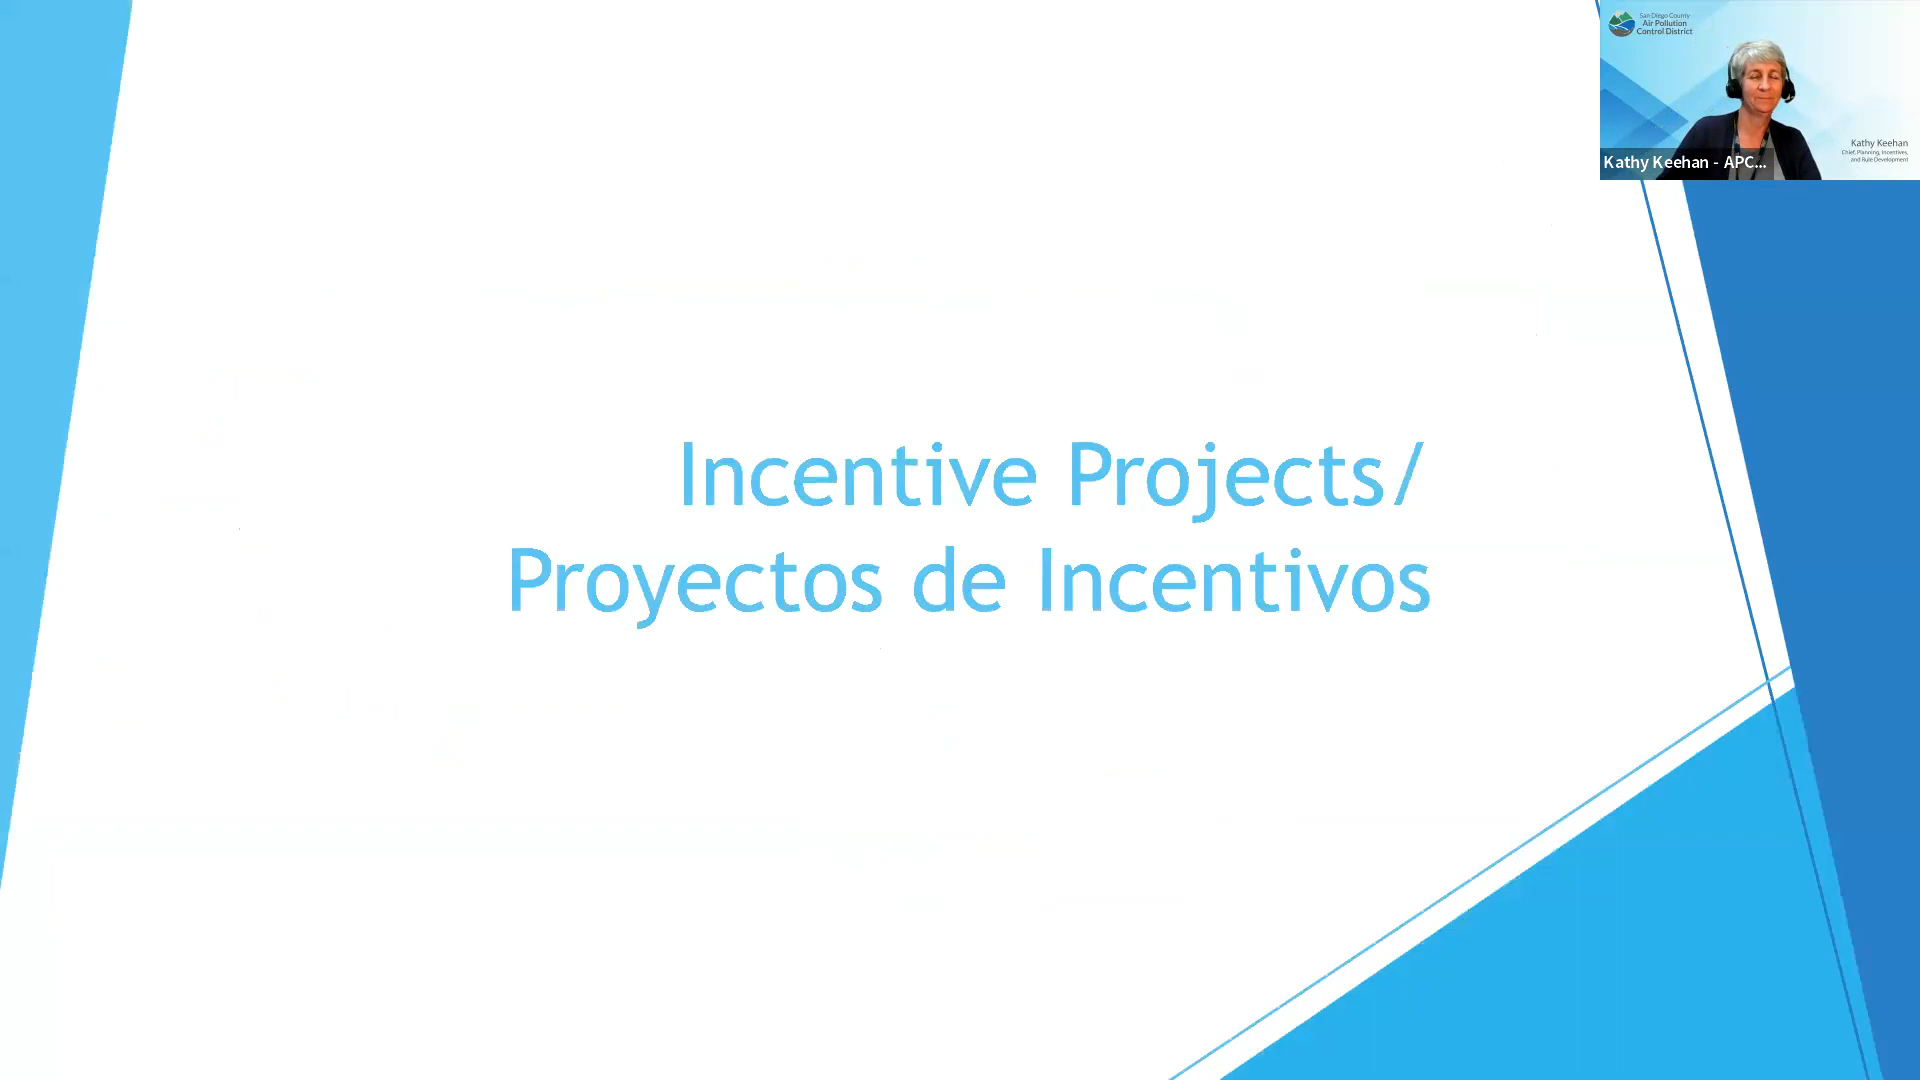 San Diego County
Air Pollution
Control District
Kathy Keehan
Chief, Planning, Incentives,
and Rule Development
Kathy Keehan - APC...
Incentive Projects/
Proyectos de Incentivos